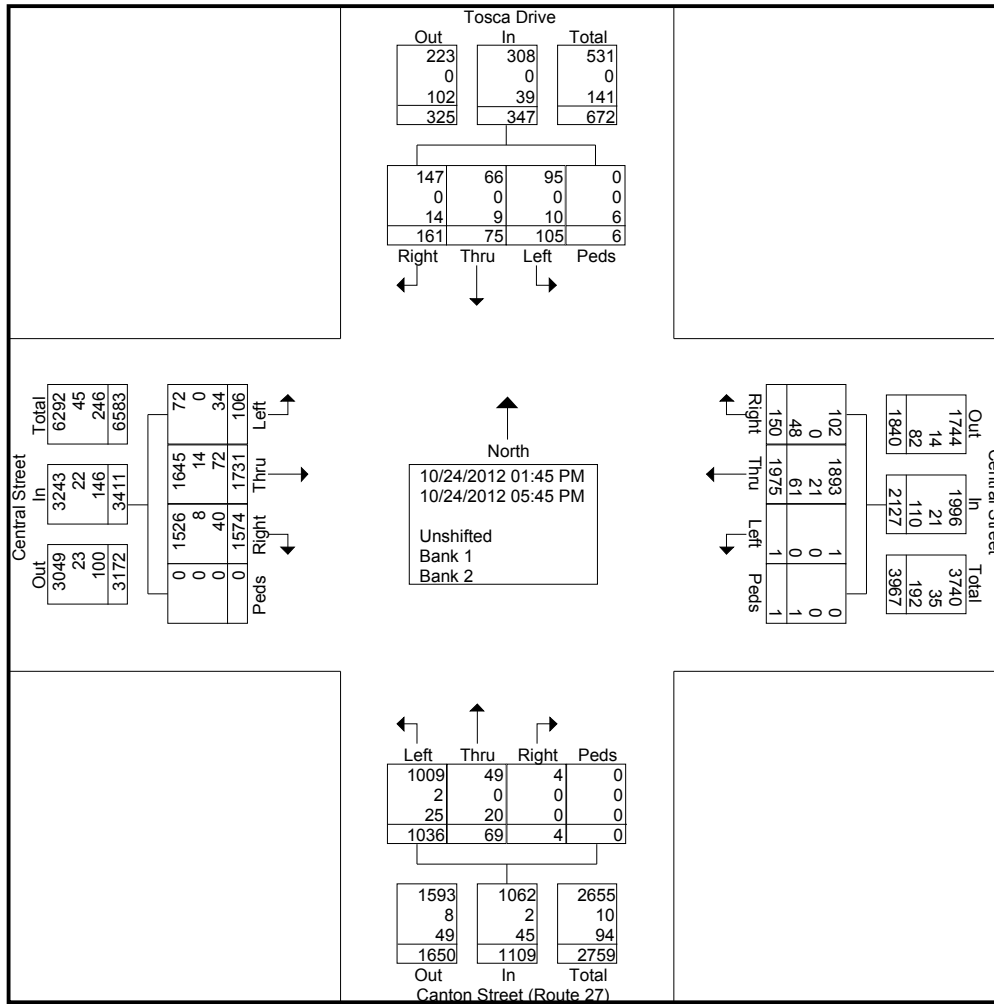 Tosca Drive
Out In Total
223 308 531
0 0 0
102 39 141
325 347 672
147 66 95 0
0 0 0 0
14 9 10 6
161 75 105 6
Right Thru Left Peds
Central Street
Total In Out
6292 3243 3049
45 22 23
246 146 100
6583 3411 3172
72 1645 1526 0
0 14 8 0
34 72 40 0
106 1731 1574 0
Left Thru Right Peds
North
10/24/2012 01:45 PM
10/24/2012 05:45 PM
Unshifted
Bank 1
Bank 2
Right Thru Left Peds
102 1893 1 0
0 21 0 0
48 61 0 1
150 1975 1 1
Central Street
Out In Total
1744 1996 3740
14 21 35
82 110 192
1840 2127 3967
Left Thru Right Peds
1009 49 4 0
2 0 0 0
25 20 0 0
1036 69 4 0
1593 1062 2655
8 2 10
49 45 94
1650 1109 2759
Out In Total
Canton Street (Route 27)